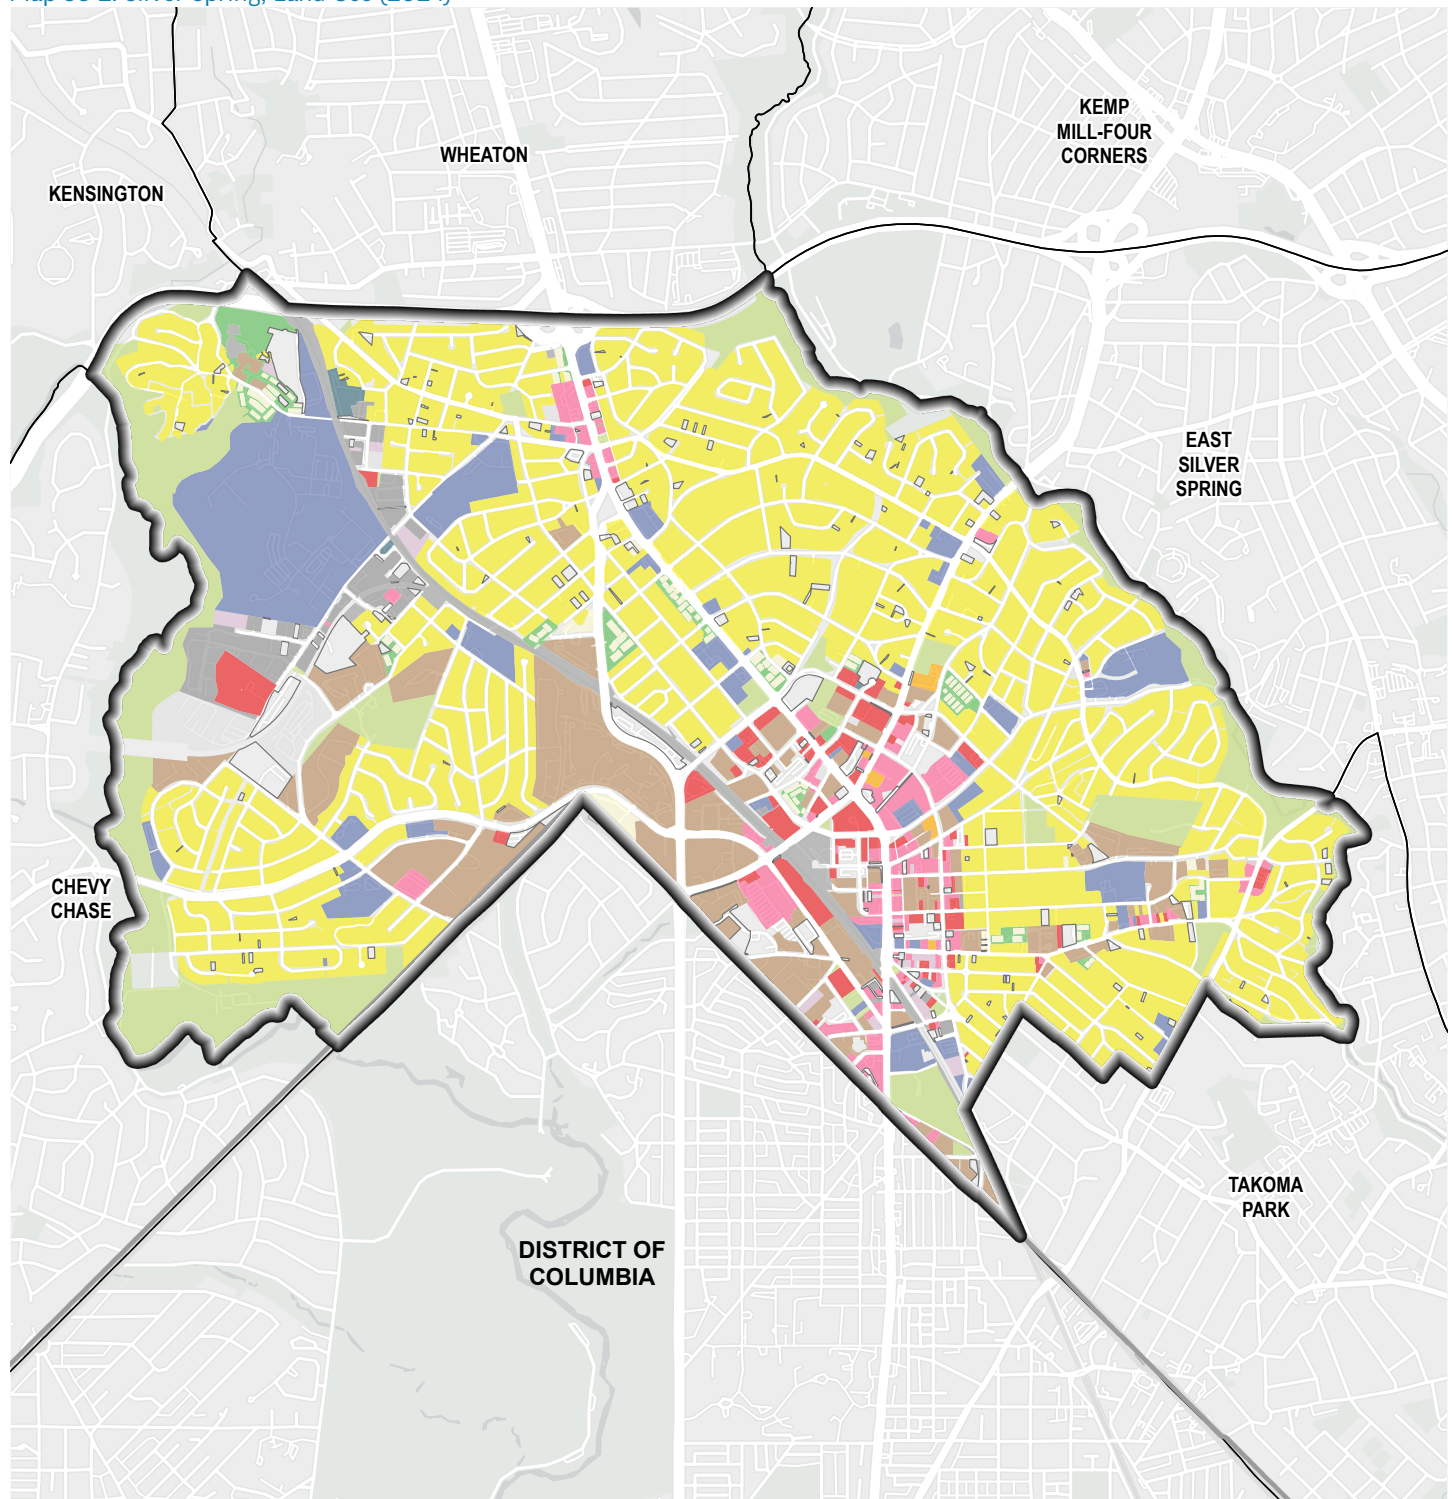 KEMP
MILL-FOUR
CORNERS
WHEATON
KENSINGTON
EAST
SILVER
SPRING
CHEVY
CHASE
TAKOMA
PARK
DISTRICT OF
COLUMBIA